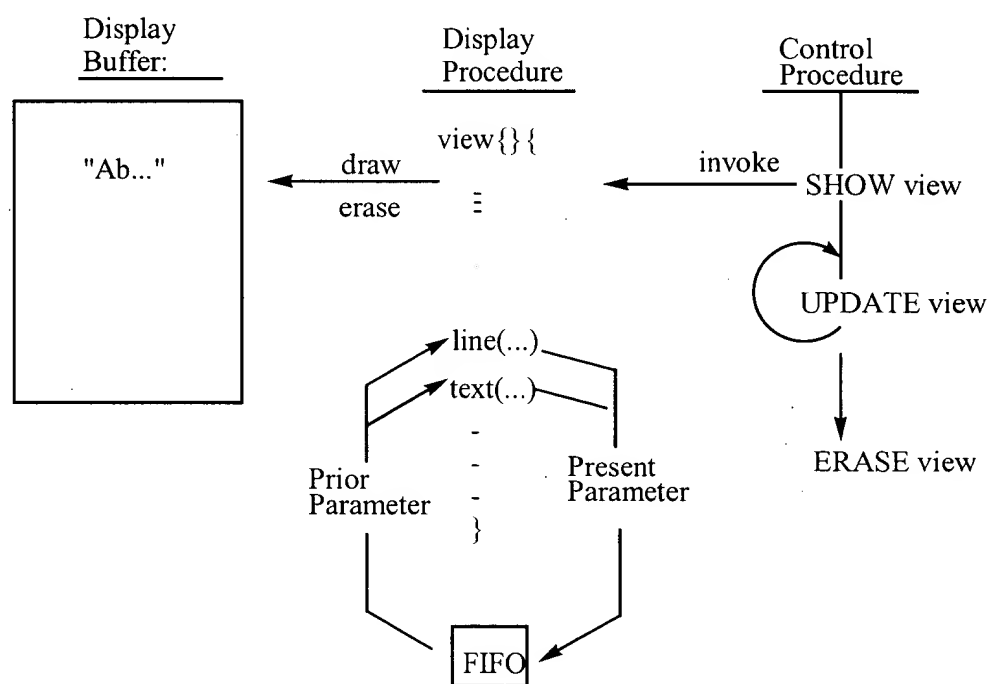 Display
Buffer:
Display
Procedure
Control
Procedure
view{}{
"Ab..."
draw
erase
invoke
SHOW view
UPDATE view
line(...)
text(...)
-
-
-
}
Prior
Parameter
Present
Parameter
ERASE view
FIFO